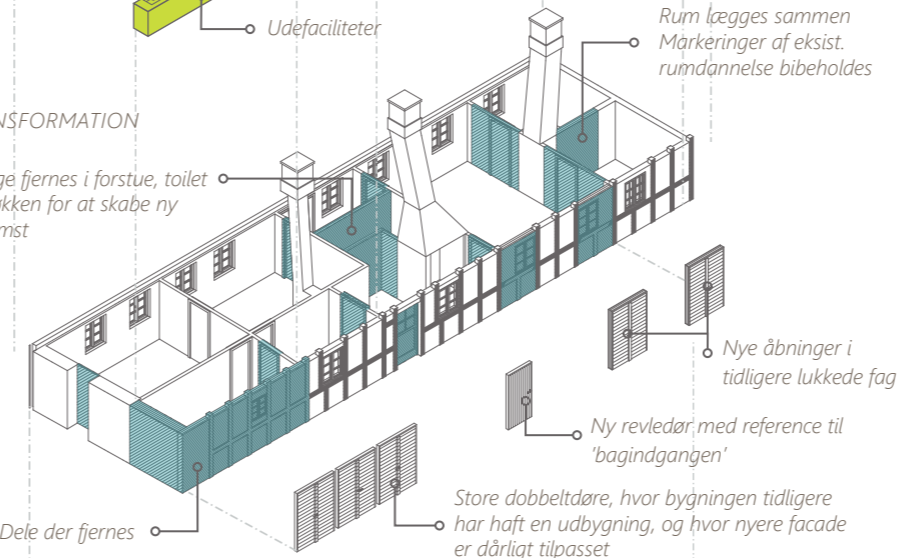 Udefaciliteter
Rum lægges sammen
Markeringer af eksist.
rumdannelse bibeholdes
NSFORMATION
ge fjernes i forstue, toilet
kken for at skabe ny
mst
Nye åbninger i
tidligere lukkede fag
Ny revledør med reference til
'bagindgangen'
Store dobbeltdøre, hvor bygningen tidligere
har haft en udbygning, og hvor nyere facade
er dårligt tilpasset
Dele der fjernes